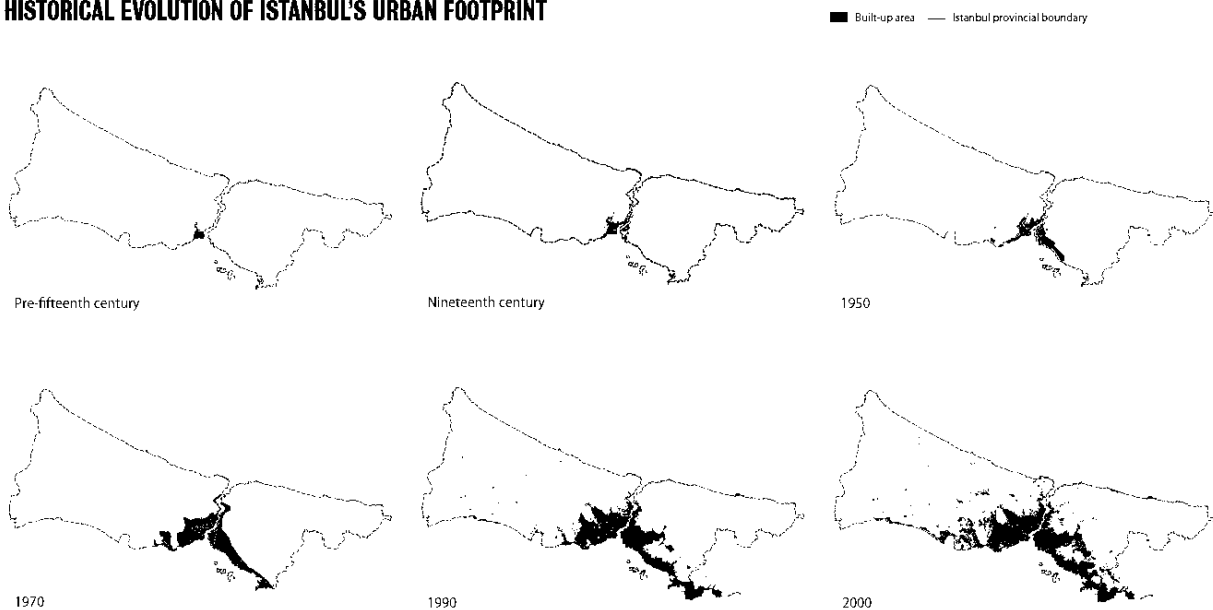 HISTORICAL EVOLUTION OF ISTANBUL'S URBAN FOOTPRINT
Built-up area
Istanbul provincial boundary
Pre-fifteenth century
Nineteenth century
1950
1970
1990
2000